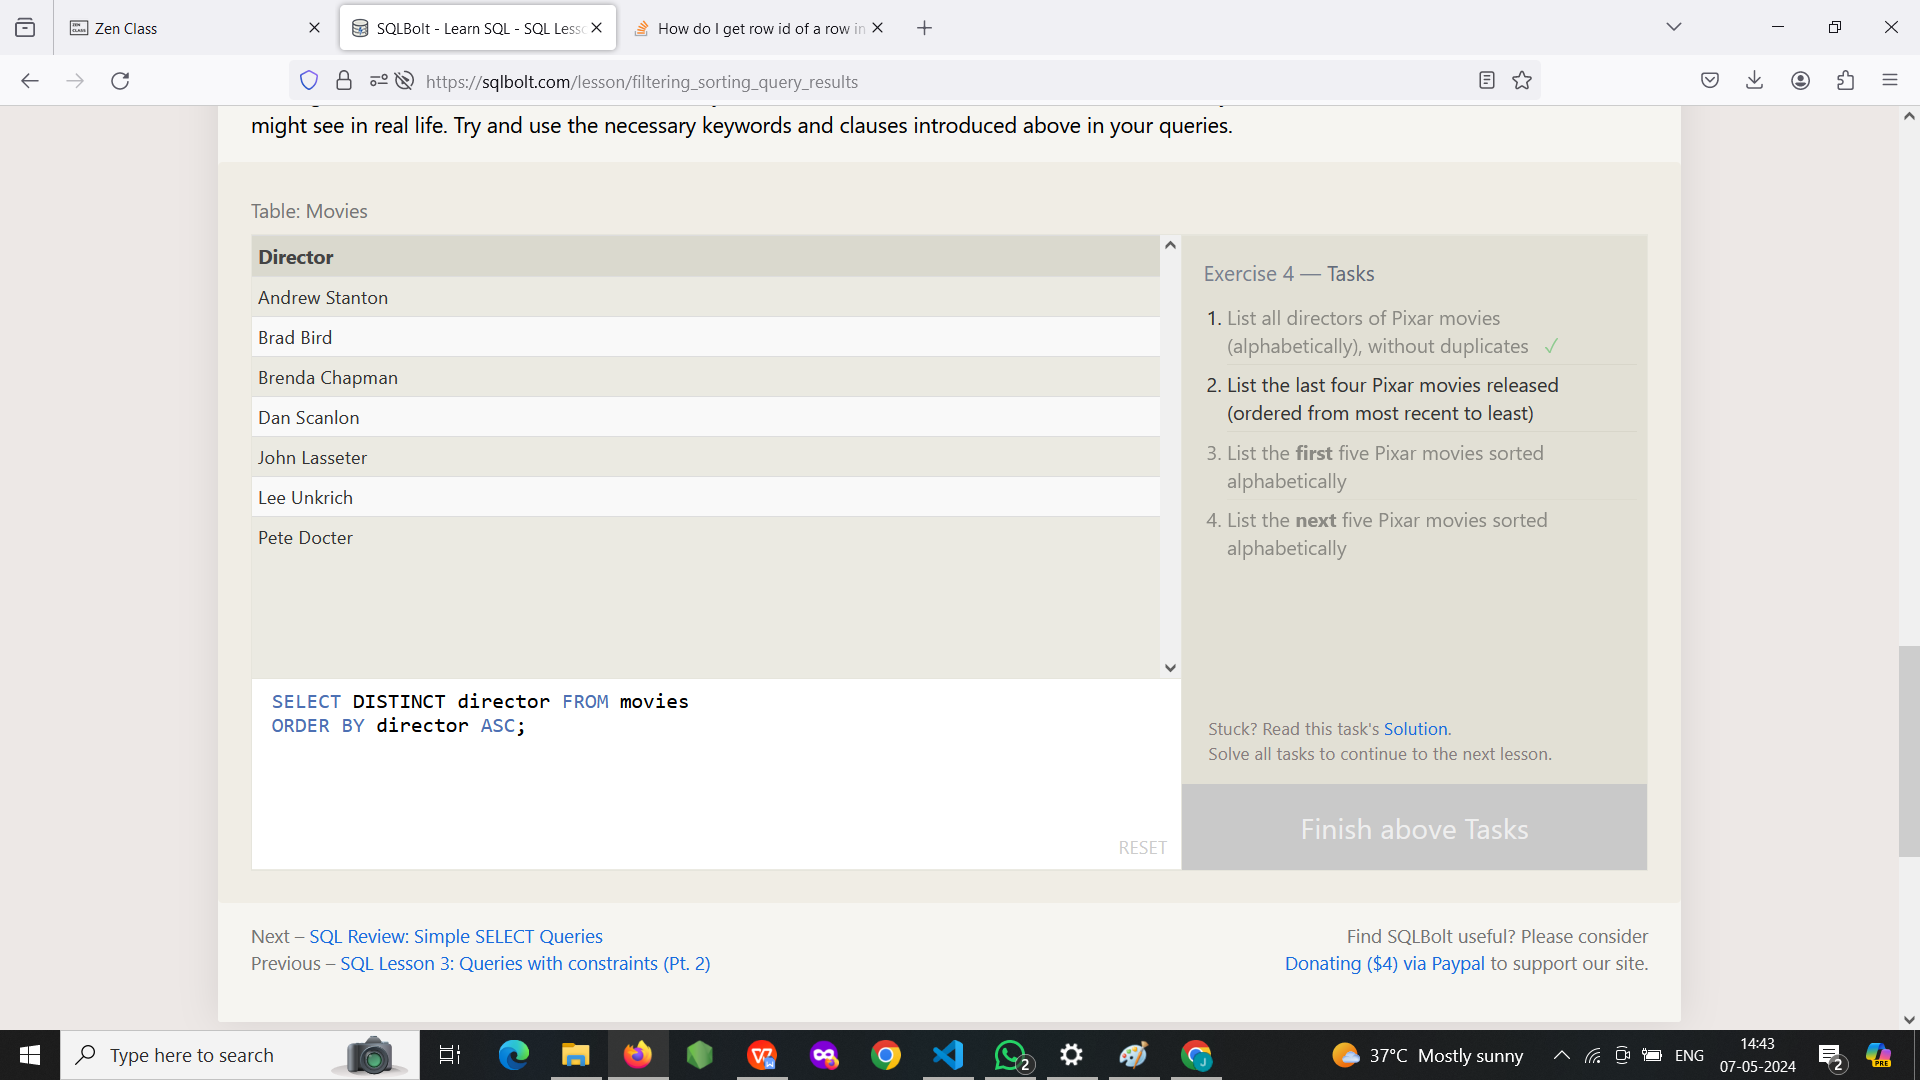 Zen Class
SQLBolt - Learn SQL - SQL Less
How do I get row id of a row in
https://sqlbolt.com/lesson/filtering_sorting_query_results
might see in real life. Try and use the necessary keywords and clauses introduced above in your queries.
Table: Movies
Director
Andrew Stanton
Brad Bird
Brenda Chapman
Dan Scanlon
John Lasseter
Lee Unkrich
Pete Docter
SELECT DISTINCT director FROM movies
ORDER BY director ASC;
RESET
Exercise 4 — Tasks
1. List all directors of Pixar movies
(alphabetically), without duplicates ✓
2. List the last four Pixar movies released
(ordered from most recent to least)
3. List the first five Pixar movies sorted
alphabetically
4. List the next five Pixar movies sorted
alphabetically
Stuck? Read this task's Solution.
Solve all tasks to continue to the next lesson.
Finish above Tasks
Next – SQL Review: Simple SELECT Queries
Previous – SQL Lesson 3: Queries with constraints (Pt. 2)
Find SQLBolt useful? Please consider
Donating ($4) via Paypal to support our site.
Type here to search
2
37°C Mostly sunny
ENG
14:43
07-05-2024
2
PRE